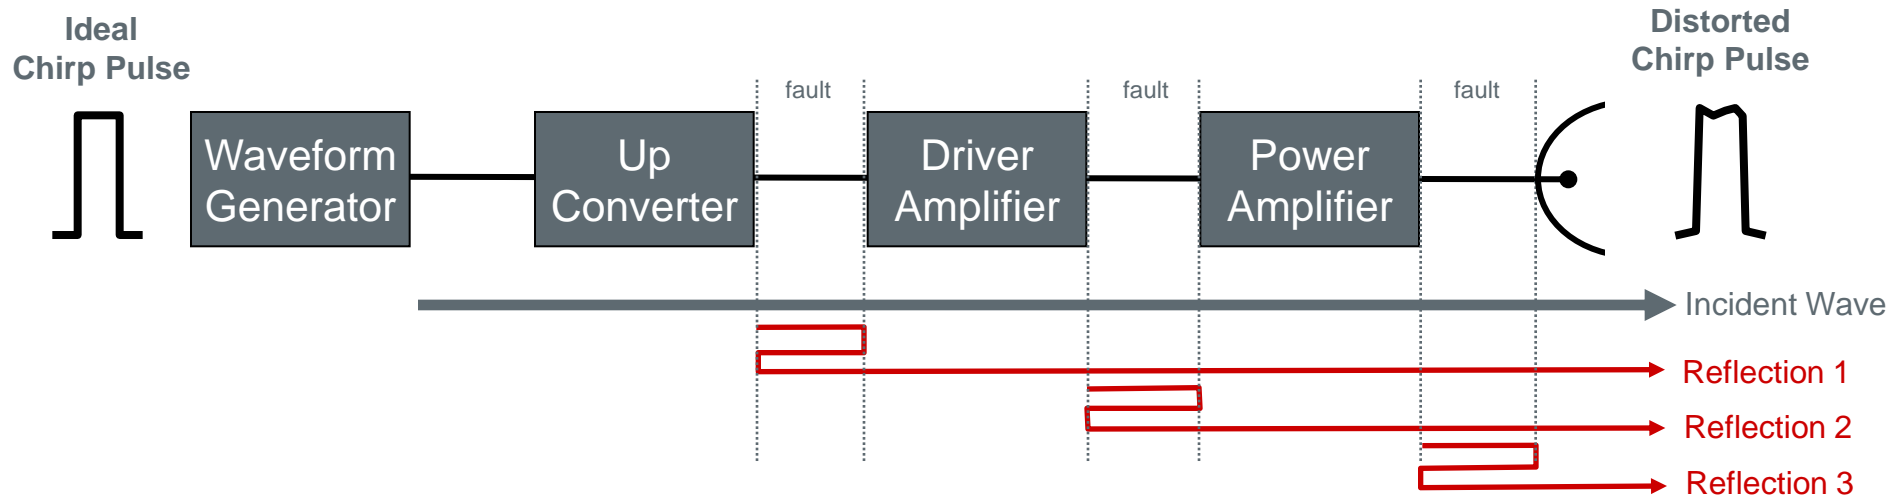 Ideal
Chirp Pulse
Distorted
Chirp Pulse
fault
fault
fault
Waveform
Generator
Up
Converter
Driver
Amplifier
Power
Amplifier
Incident Wave
Reflection 1
Reflection 2
Reflection 3